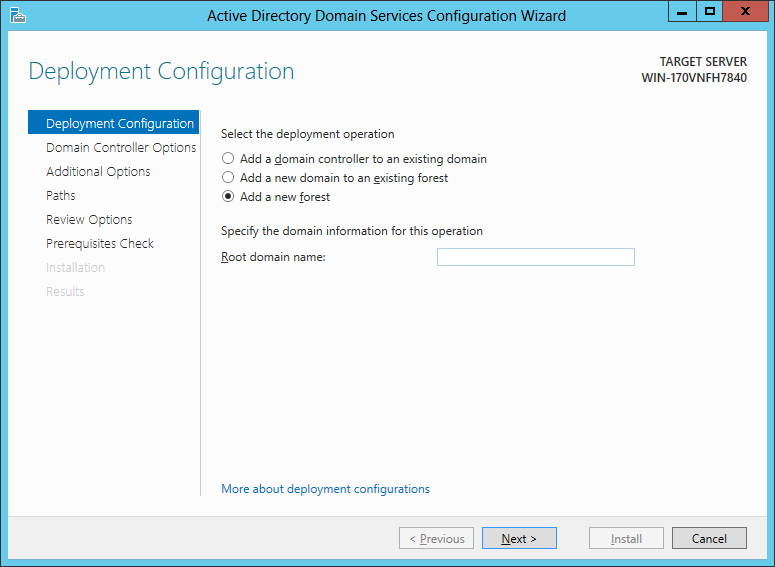 Active Directory Domain Services Configuration Wizard
Deployment Configuration
TARGET SERVER
WIN-170VNFH7840
Deployment Configuration
Domain Controller Options
Additional Options
Paths
Review Options
Prerequisites Check
Installation
Results
Select the deployment operation
Add a domain controller to an existing domain
Add a new domain to an existing forest
Add a new forest
Specify the domain information for this operation
Root domain name:
More about deployment configurations
< Previous
Next >
Install
Cancel